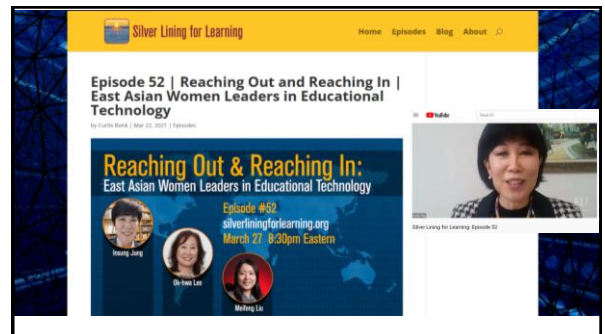 Silver Lining for Learning
Home Episodes Blog About
Episode 52 | Reaching Out and Reaching In |
East Asian Women Leaders in Educational
Technology
by Curtis Bonk | Mar 22, 2021 | Episodes
YouTube
Search
Reaching Out & Reaching In:
East Asian Women Leaders in Educational Technology
Episode #52
silverliningforlearning.org
March 27 8:30pm Eastern
Insung Jung
Ok-hwa Lee
Meifeng Liu
Silver Lining for Learning: Episode 52